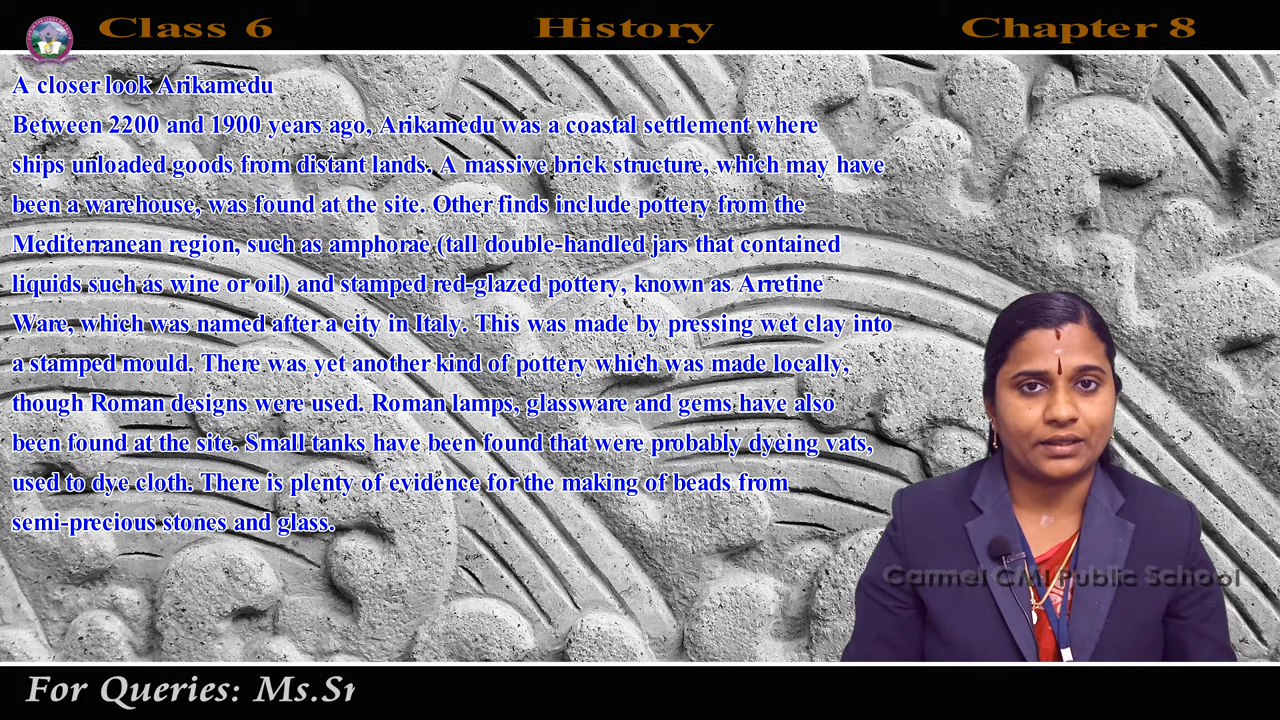 Class 6 History Chapter 8
A closer look Arikamedu
Between 2200 and 1900 years ago, Arikamedu was a coastal settlement where
ships unloaded goods from distant lands. A massive brick structure, which may have
been a warehouse, was found at the site. Other finds include pottery from the
Mediterranean region, such as amphorae (tall double-handled jars that contained
liquids such as wine or oil) and stamped red-glazed pottery, known as Arretine
Ware, which was named after a city in Italy. This was made by pressing wet clay into
a stamped mould. There was yet another kind of pottery which was made locally,
though Roman designs were used. Roman lamps, glassware and gems have also
been found at the site. Small tanks have been found that were probably dyeing vats,
used to dye cloth. There is plenty of evidence for the making of beads from
semi-precious stones and glass.
Carmel CMI Public School
For Queries: Ms.